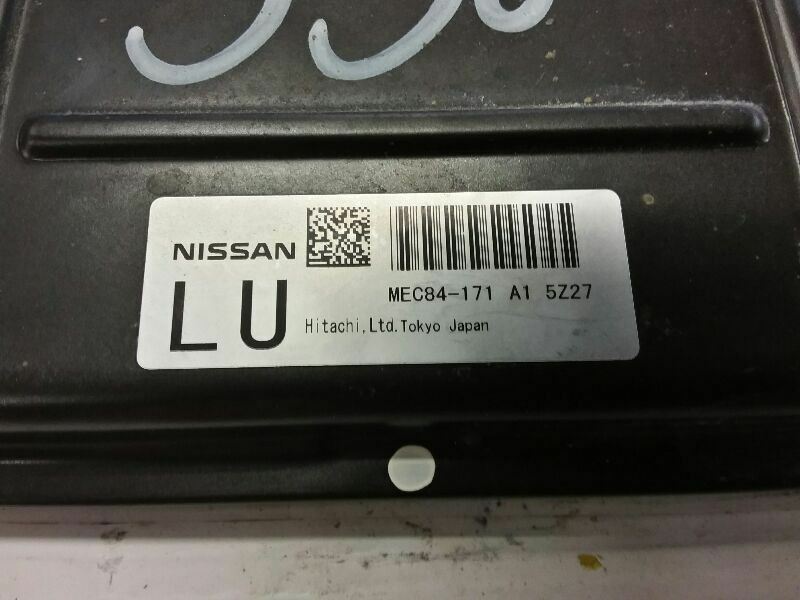 NISSAN
LU
MEC84-171 A1 5Z27
Hitachi,Ltd.Tokyo Japan